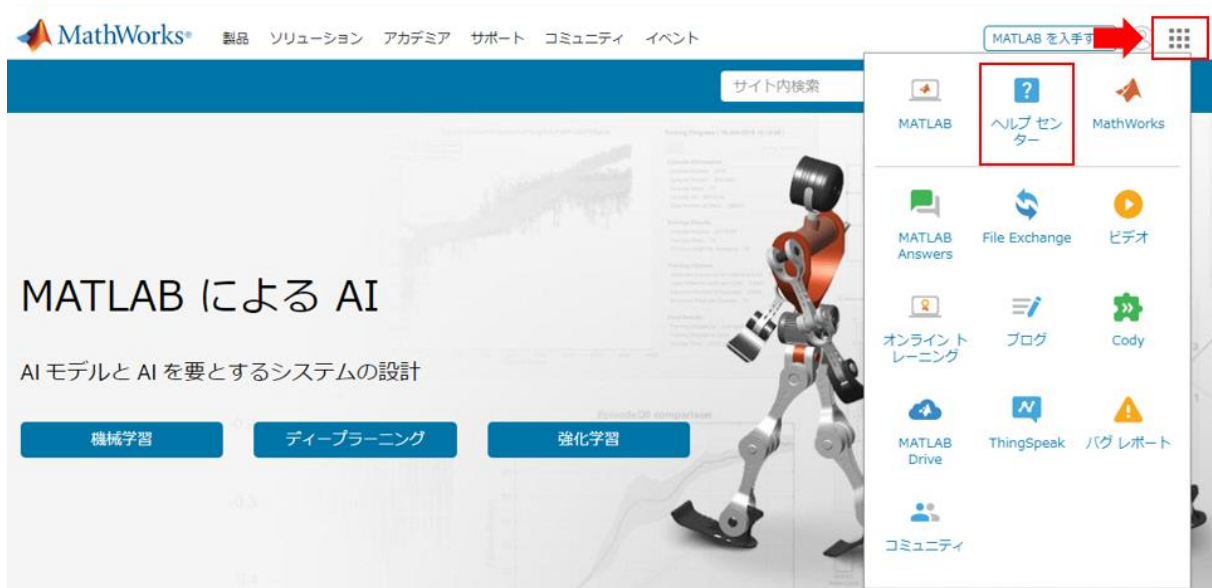 MathWorks®
製品 ソリューション アカデミア サポート コミュニティ イベント
MATLAB を入手す
サイト内検索
MATLAB
ヘルプ セン
ター
MathWorks
MATLAB
Answers
File Exchange
ビデオ
オンライン ト
レーニング
ブログ
Cody
MATLAB
Drive
ThingSpeak
バグ レポート
コミュニティ
MATLAB による AI
AI モデルと AI を要とするシステムの設計
機械学習
ディープラーニング
強化学習
EpisodeQ0 comparison